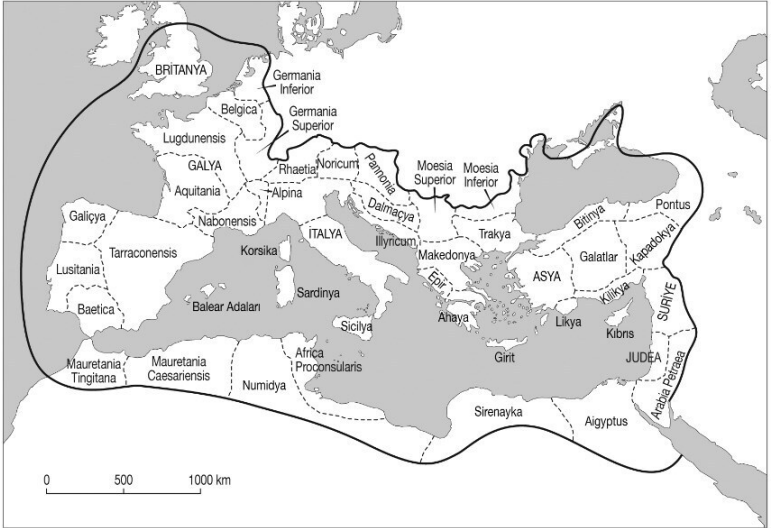 BRİTANYA
Germania
Inferior
Belgica
Germania
Superior
Lugdunensis
GALYA
Aquitania
Rhaetia
Noricum
Pannonia
Alpina
Nabonensis
Moesia
Superior
Moesia
Inferior
Dalmaçya
Illyricum
Galiçya
Tarraconensis
Lusitania
Baetica
Korsika
İTALYA
Sardinya
Balear Adaları
Sicilya
Trakya
Makedonya
Epir
Ahaya
Girit
Bitinya
Pontus
Kapadokya
Galatlar
ASYA
Kilikya
Likya
Kıbrıs
SURİYE
JUDEA
Arabia Petraea
Mauretania
Tingitana
Mauretania
Caesariensis
Numidya
Africa
Proconsularis
Sirenayka
Aigyptus
0 500 1000 km